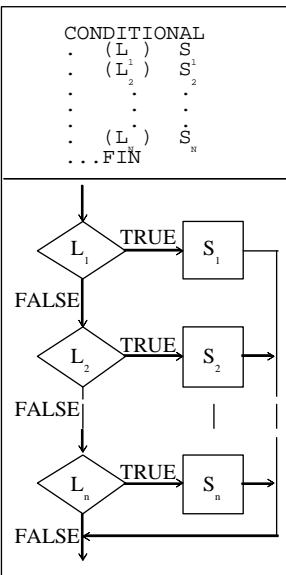 CONDITIONAL
. (L₁) S₁
. (L₂) S₂
. . .
. . .
. (Lₙ) Sₙ
...FIN
L₁ TRUE S₁
FALSE
L₂ TRUE S₂
FALSE
Lₙ TRUE Sₙ
FALSE